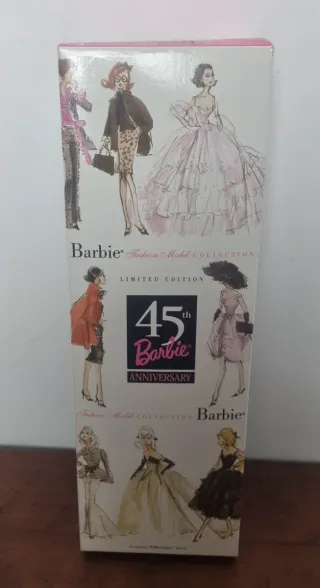 Barbie® Fashion Model COLLECTION
LIMITED EDITION
45th
Barbie®
ANNIVERSARY
Fashion Model COLLECTION Barbie®